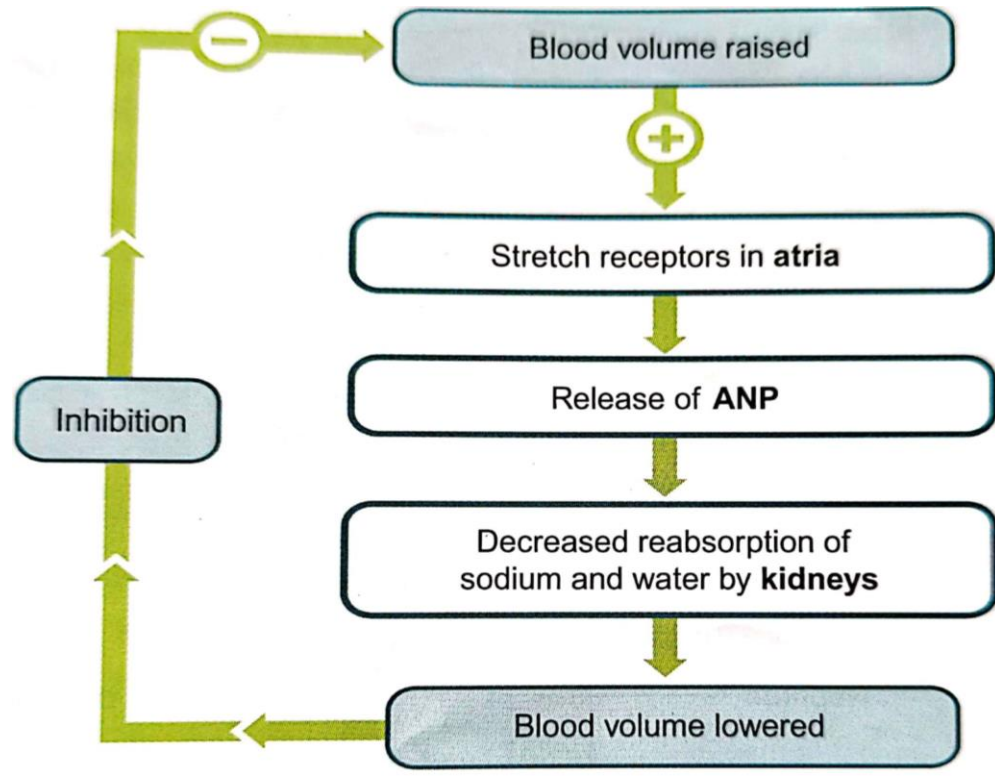 Blood volume raised
Stretch receptors in atria
Release of ANP
Inhibition
Decreased reabsorption of
sodium and water by kidneys
Blood volume lowered